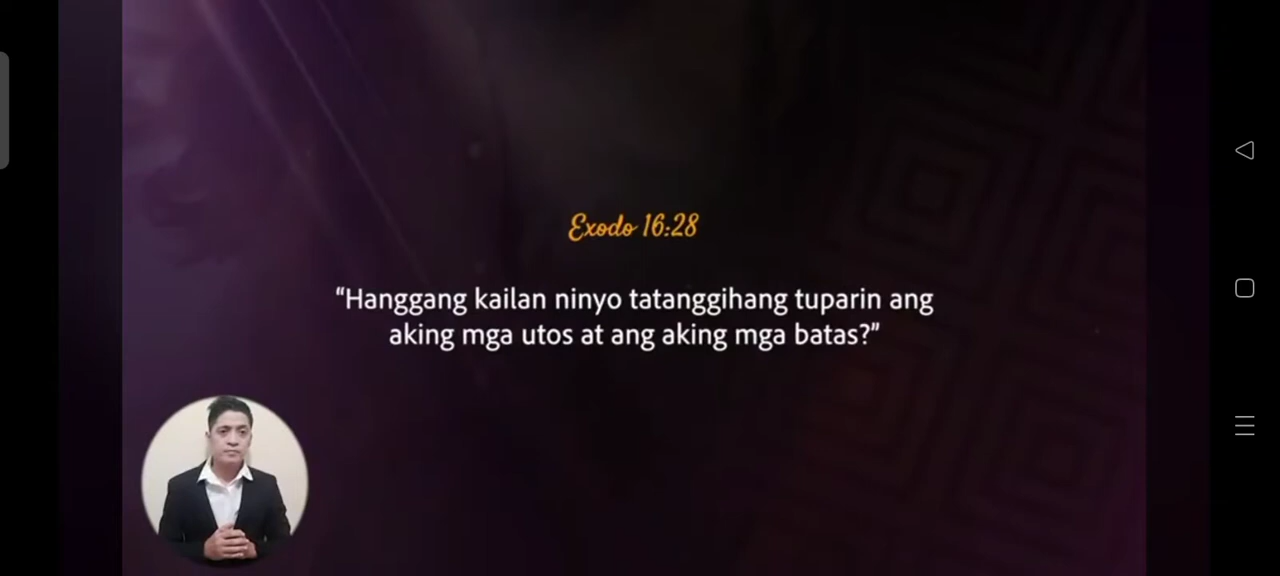 Exodo 16:28
“Hanggang kailan ninyo tatanggihang tuparin ang
aking mga utos at ang aking mga batas?”